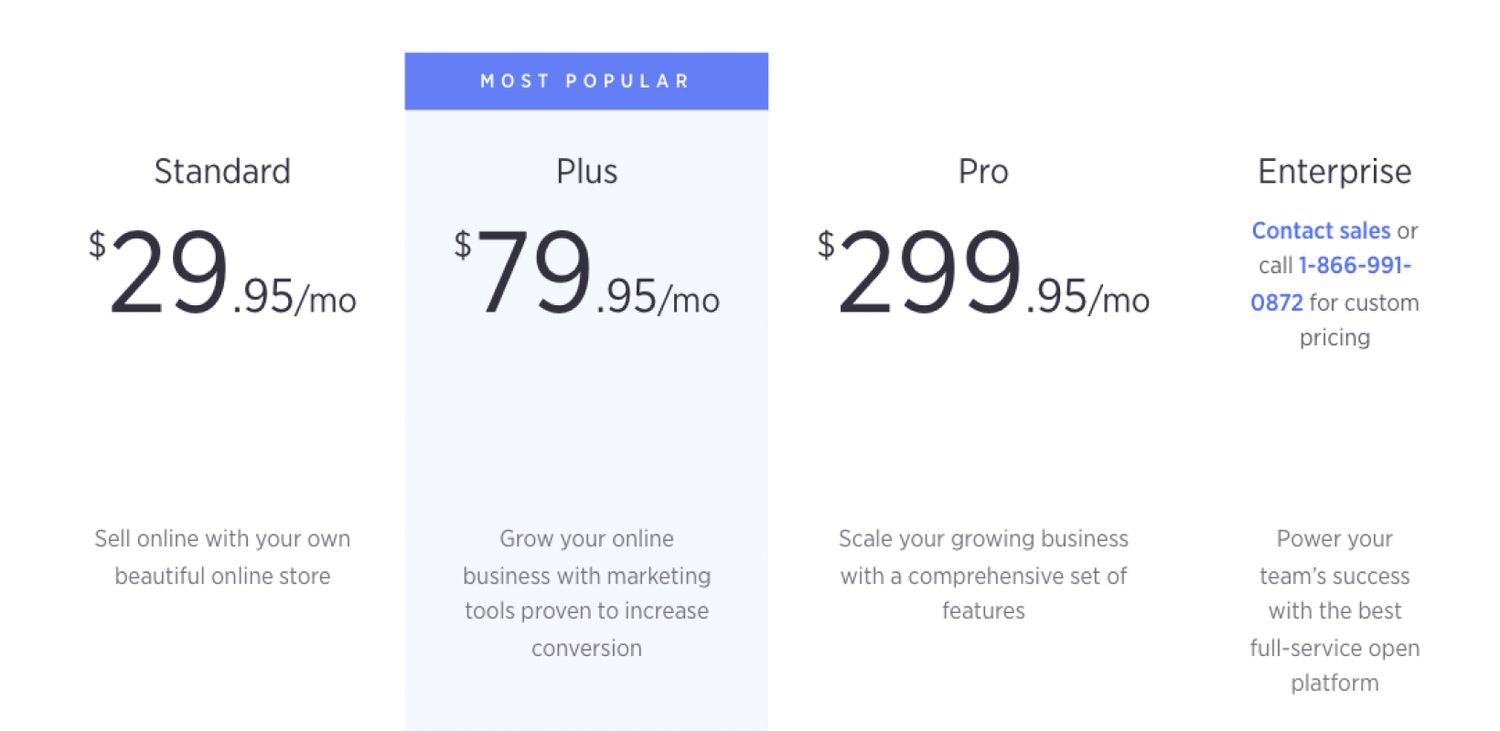 MOST POPULAR
Standard
$29.95/mo
Sell online with your own
beautiful online store
Plus
$79.95/mo
Grow your online
business with marketing
tools proven to increase
conversion
Pro
$299.95/mo
Scale your growing business
with a comprehensive set of
features
Enterprise
Contact sales or
call 1-866-991-
0872 for custom
pricing
Power your
team’s success
with the best
full-service open
platform